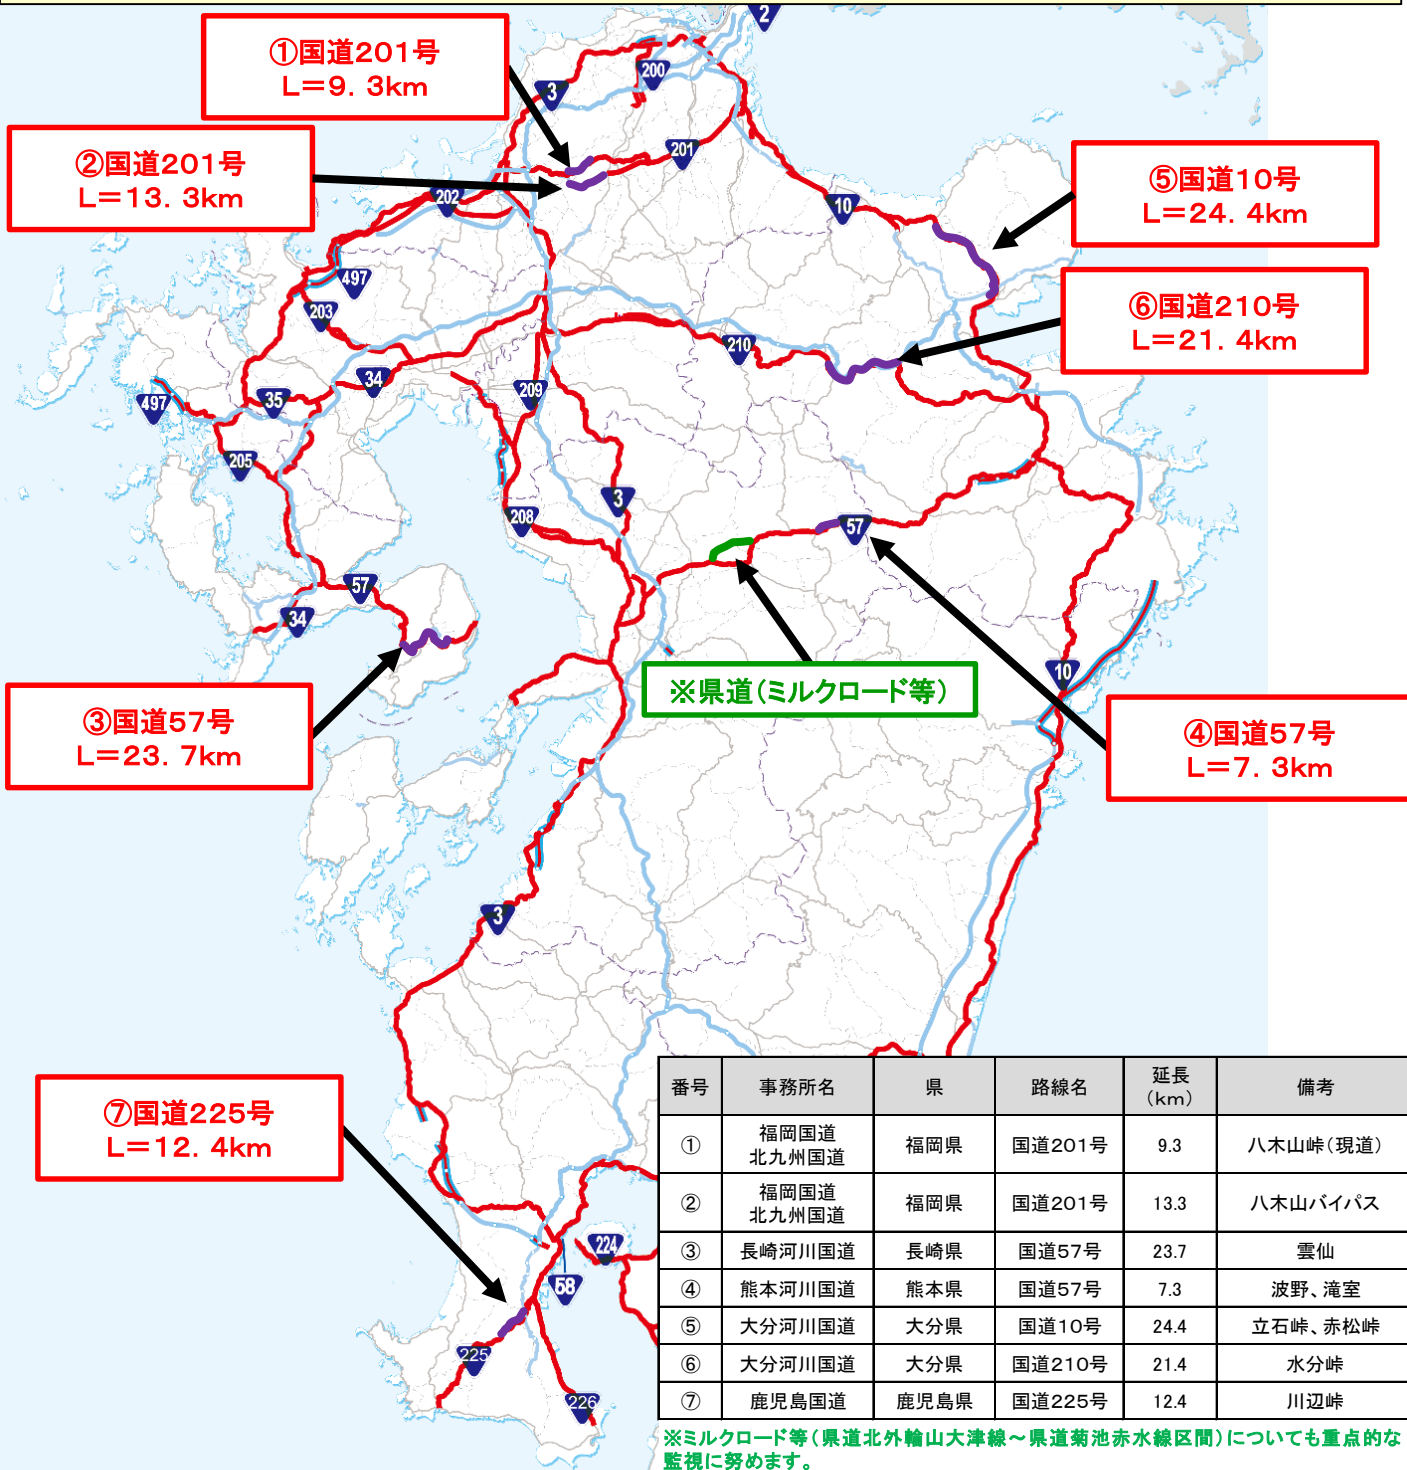 ①国道201号
L=9. 3km
②国道201号
L=13. 3km
⑤国道10号
L=24. 4km
⑥国道210号
L=21. 4km
③国道57号
L=23. 7km
※県道(ミルクロード等)
④国道57号
L=7. 3km
⑦国道225号
L=12. 4km
2
200
3
201
202
10
497
203
210
34
209
35
497
205
3
208
57
57
34
10
3
224
58
225
226
番号 事務所名 県 路線名 延長(km) 備考
① 福岡国道 北九州国道 福岡県 国道201号 9.3 八木山峠(現道)
② 福岡国道 北九州国道 福岡県 国道201号 13.3 八木山バイパス
③ 長崎河川国道 長崎県 国道57号 23.7 雲仙
④ 熊本河川国道 熊本県 国道57号 7.3 波野、滝室
⑤ 大分河川国道 大分県 国道10号 24.4 立石峠、赤松峠
⑥ 大分河川国道 大分県 国道210号 21.4 水分峠
⑦ 鹿児島国道 鹿児島県 国道225号 12.4 川辺峠
※ミルクロード等(県道北外輪山大津線～県道菊池赤水線区間)についても重点的な
監視に努めます。